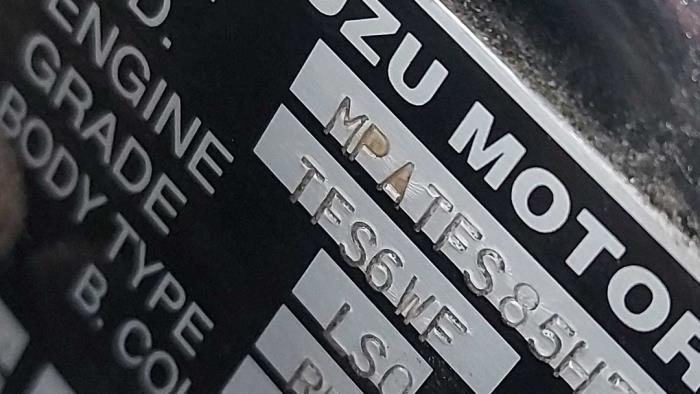 UZU MOTOR
MPATFS85H
TFS6WF
D.
ENGINE
GRADE
BODY TYPE
B. CO
LSO